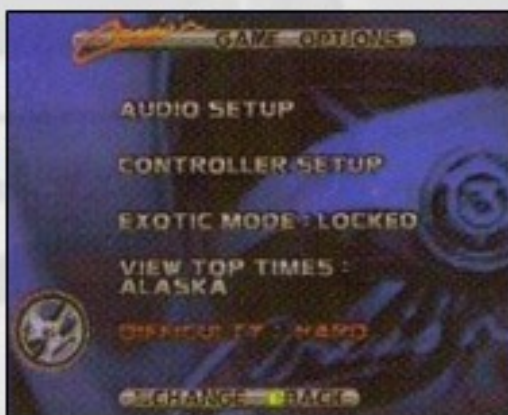 GAME OPTIONS
AUDIO SETUP
CONTROLLER SETUP
EXOTIC MODE : LOCKED
VIEW TOP TIMES :
ALASKA
DIFFICULTY : HARD
CHANGE BACK